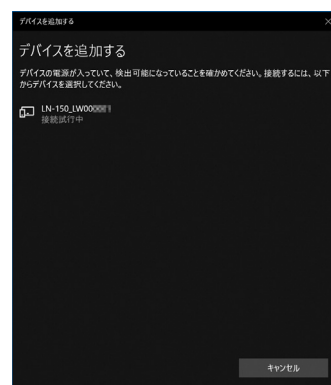 デバイスを追加する
デバイスを追加する
デバイスの電源が入っていて、検出可能になっていることを確かめてください。接続するには、以下
からデバイスを選択してください。
LN-150_LW00
接続試行中
キャンセル